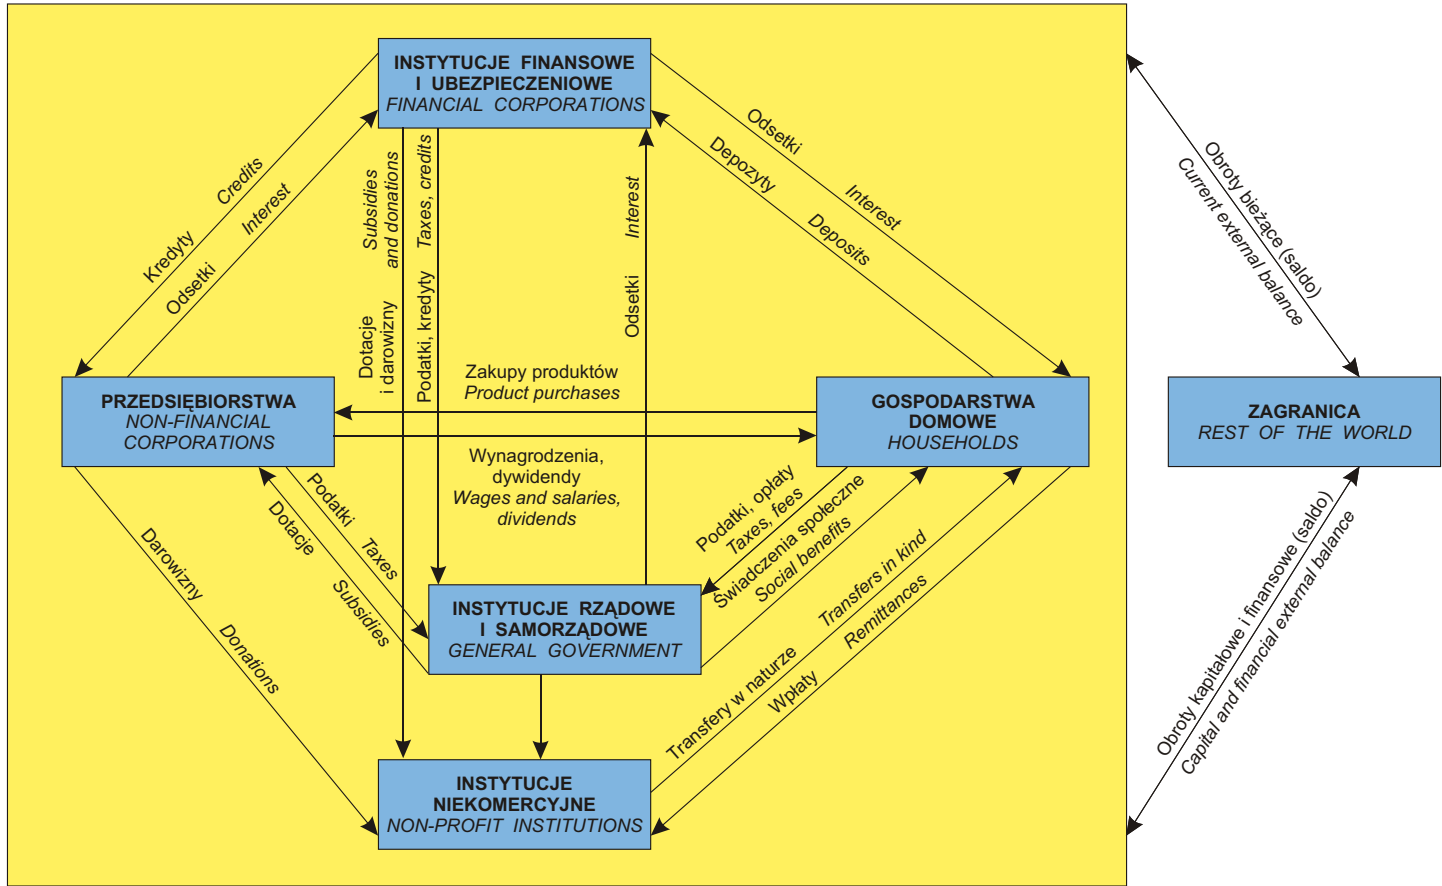 INSTYTUCJE FINANSOWE
I UBEZPIECZENIOWE
FINANCIAL CORPORATIONS
Kredyty Credits
Odsetki Interest
Dotacje
i darowizny
Subsidies
and donations
Podatki, kredyty Taxes, credits
Odsetki Interest
Depozyty Deposits
Odsetki Interest
Obroty bieżące (saldo)
Current external balance
PRZEDSIĘBIORSTWA
NON-FINANCIAL
CORPORATIONS
Zakupy produktów
Product purchases
Wynagrodzenia,
dywidendy
Wages and salaries,
dividends
GOSPODARSTWA
DOMOWE
HOUSEHOLDS
ZAGRANICA
REST OF THE WORLD
Darowizny Donations
Podatki Taxes
Dotacje Subsidies
Podatki, opłaty
Taxes, fees
Świadczenia społeczne
Social benefits
Transfery w naturze Transfers in kind
Wpłaty Remittances
Obroty kapitałowe i finansowe (saldo)
Capital and financial external balance
INSTYTUCJE RZĄDOWE
I SAMORZĄDOWE
GENERAL GOVERNMENT
INSTYTUCJE
NIEKOMERCYJNE
NON-PROFIT INSTITUTIONS